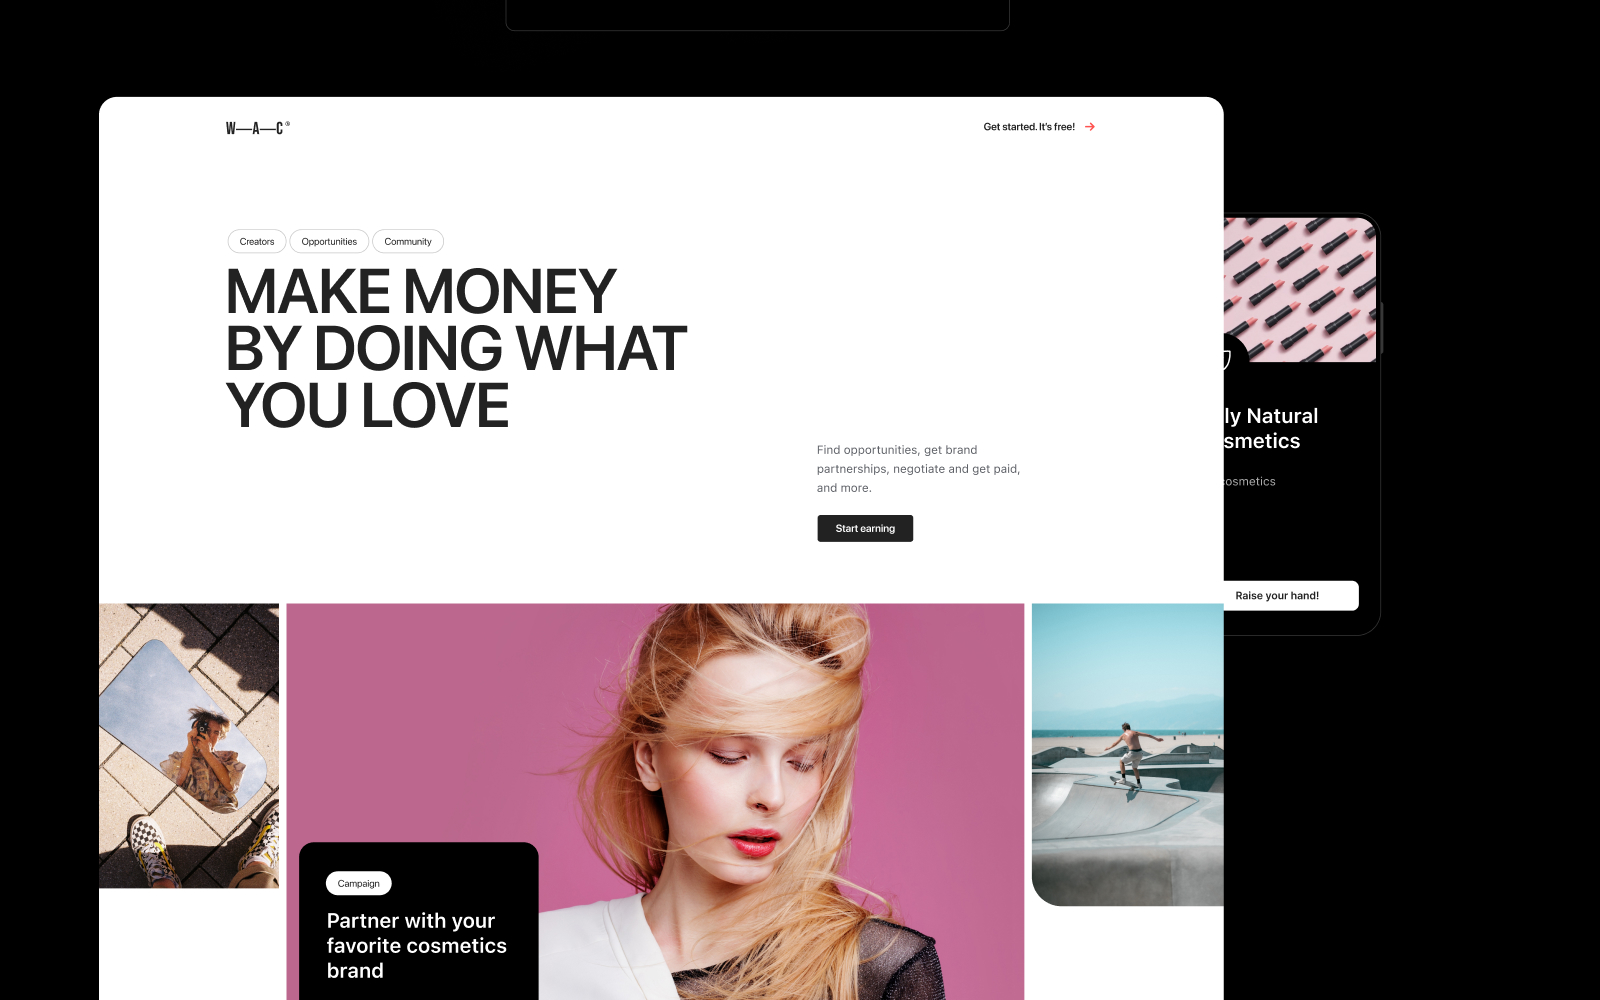 W—A—C®
Get started. It's free!
Creators
Opportunities
Community
MAKE MONEY
BY DOING WHAT
YOU LOVE
Find opportunities, get brand
partnerships, negotiate and get paid,
and more.
Start earning
ly Natural
smetics
cosmetics
Raise your hand!
Campaign
Partner with your
favorite cosmetics
brand